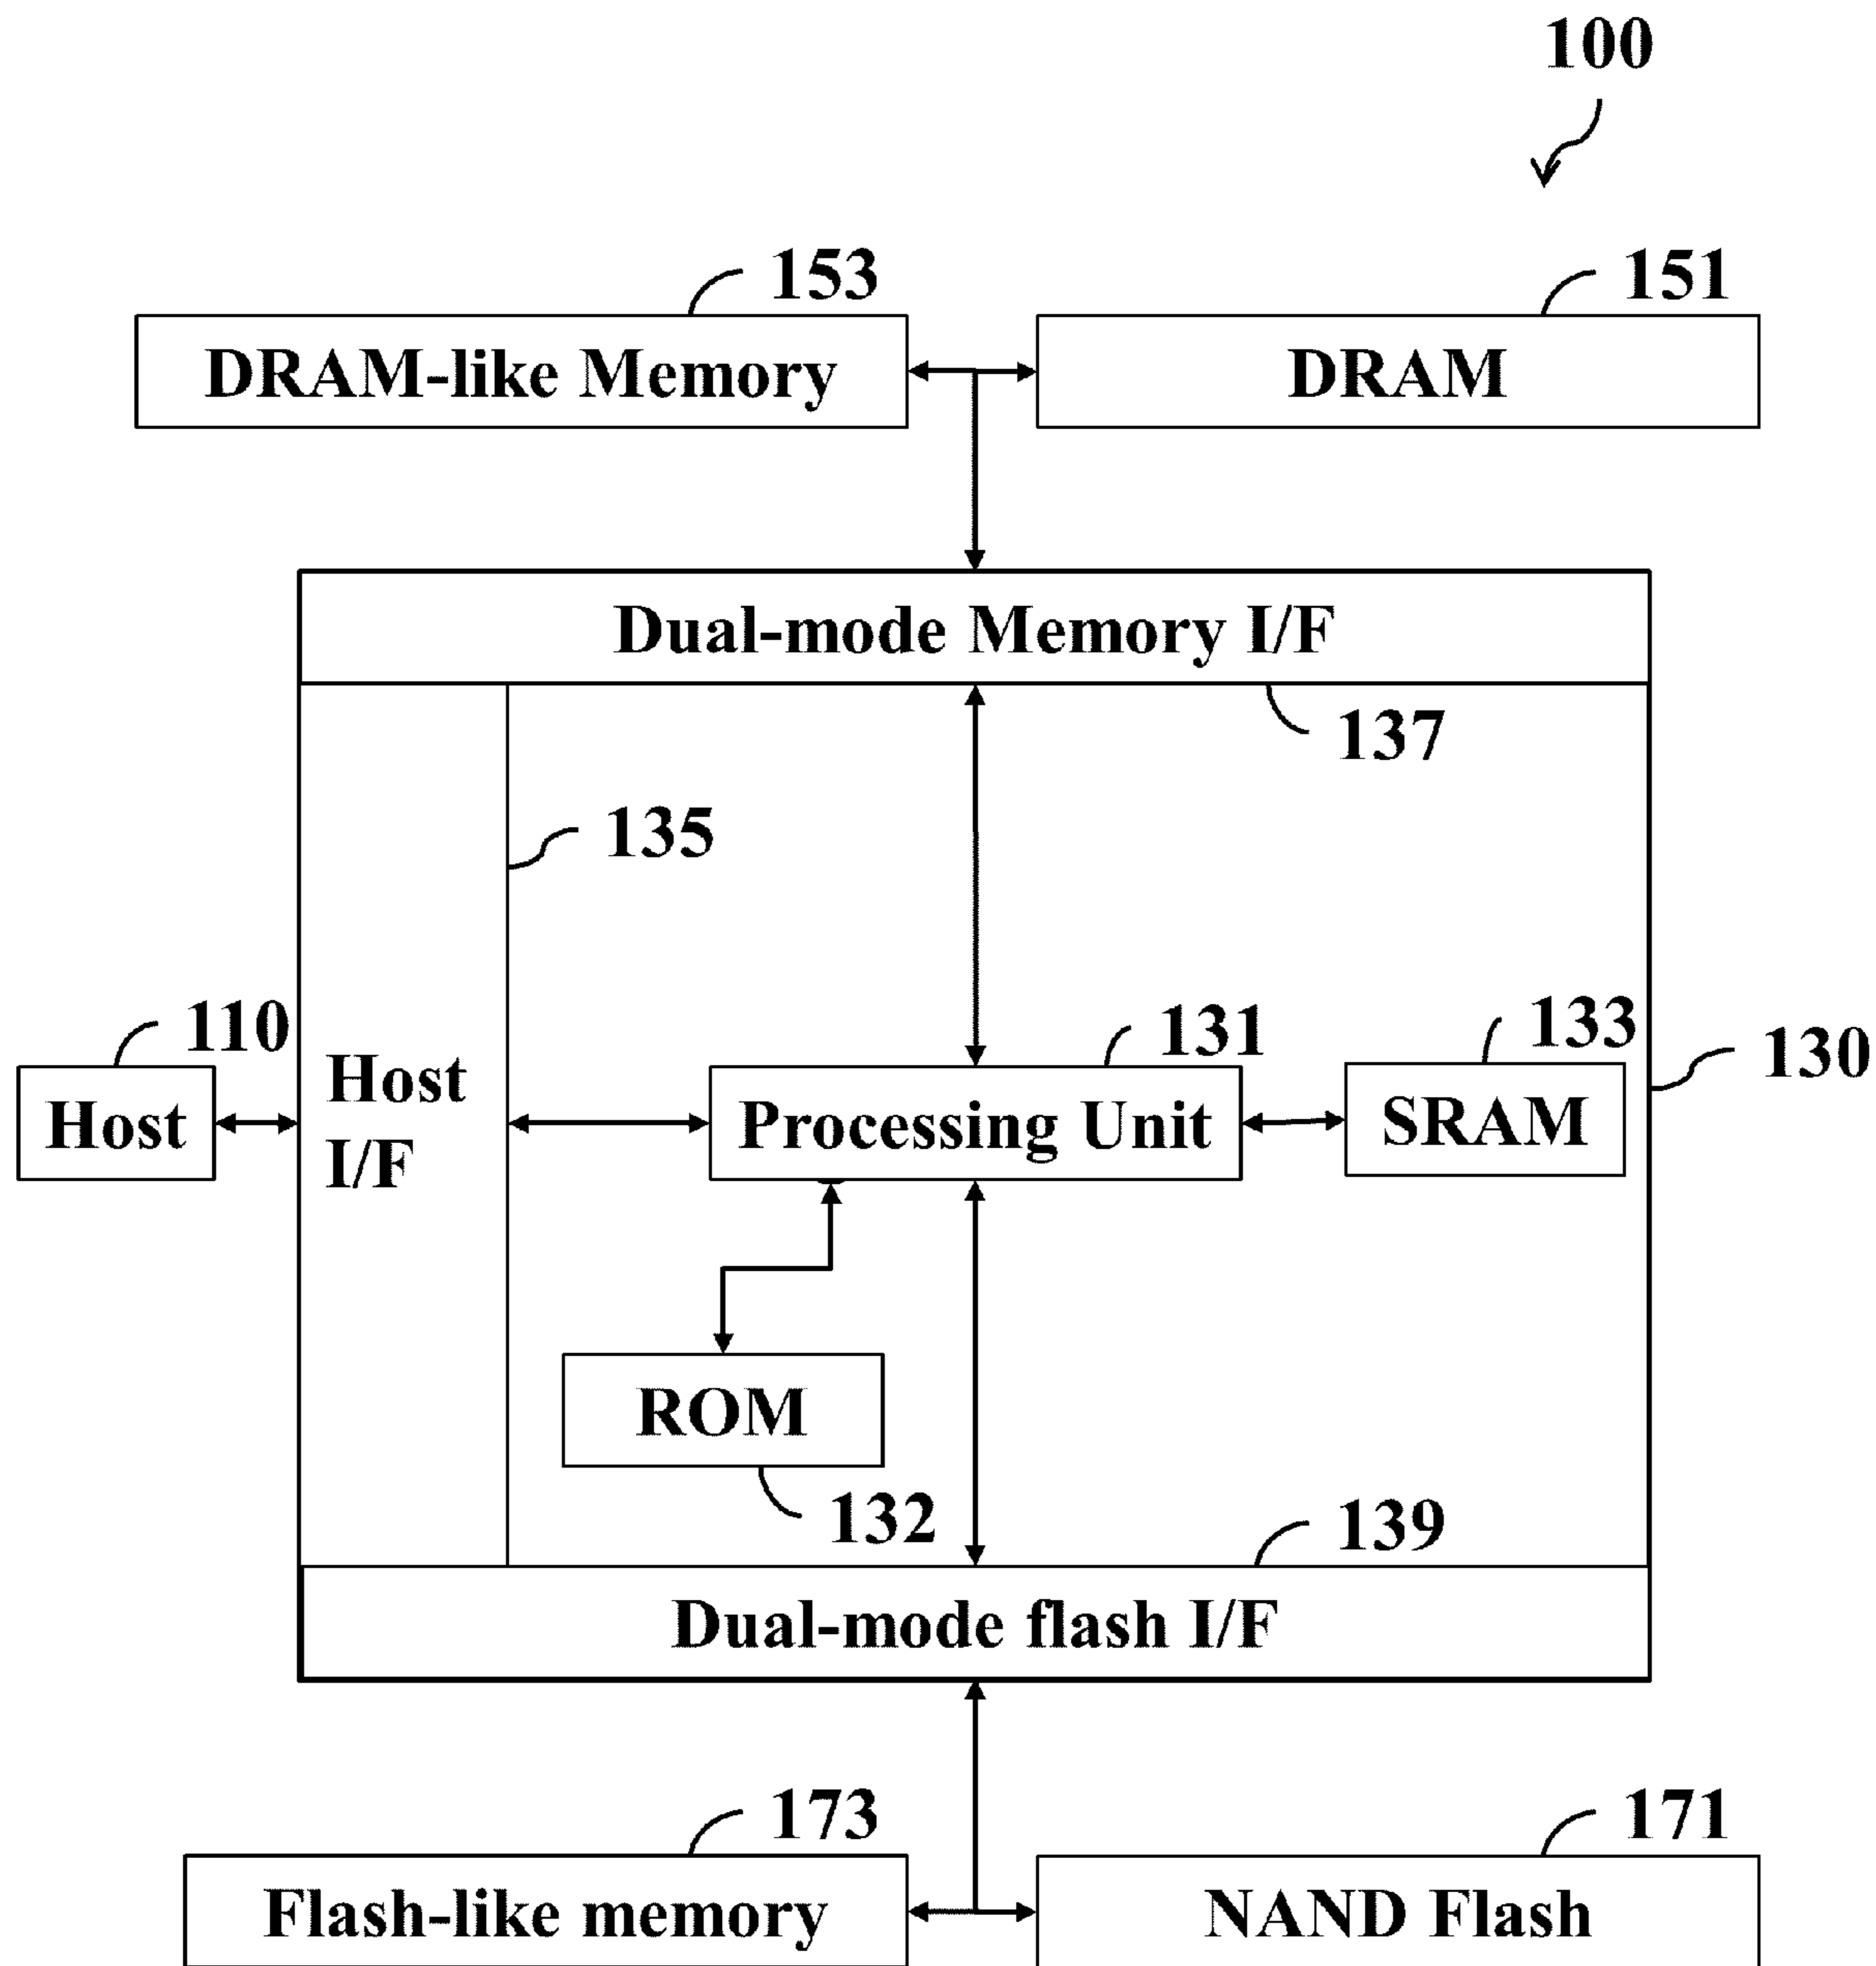 100
153
151
DRAM-like Memory
DRAM
Dual-mode Memory I/F
137
135
110
131
133
130
Host
Host
I/F
Processing Unit
SRAM
ROM
132
139
Dual-mode flash I/F
173
171
Flash-like memory
NAND Flash